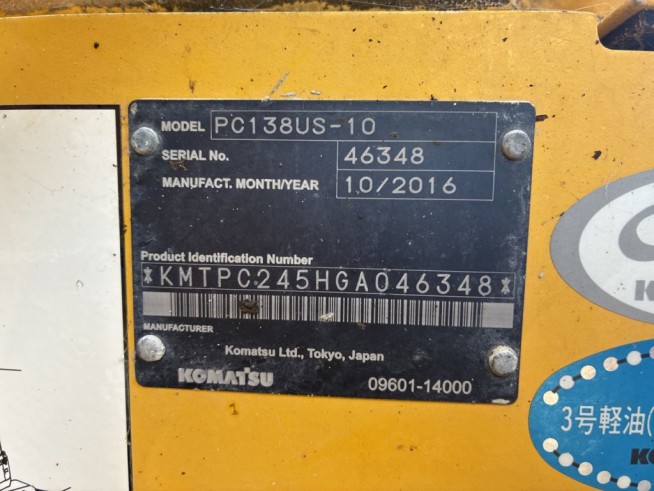 MODEL PC138US-10
SERIAL No. 46348
MANUFACT. MONTH/YEAR 10/2016
Product Identification Number
*KMTPC245HGA046348*
MANUFACTURER
Komatsu Ltd., Tokyo, Japan
KOMATSU 09601-14000
3号軽油(